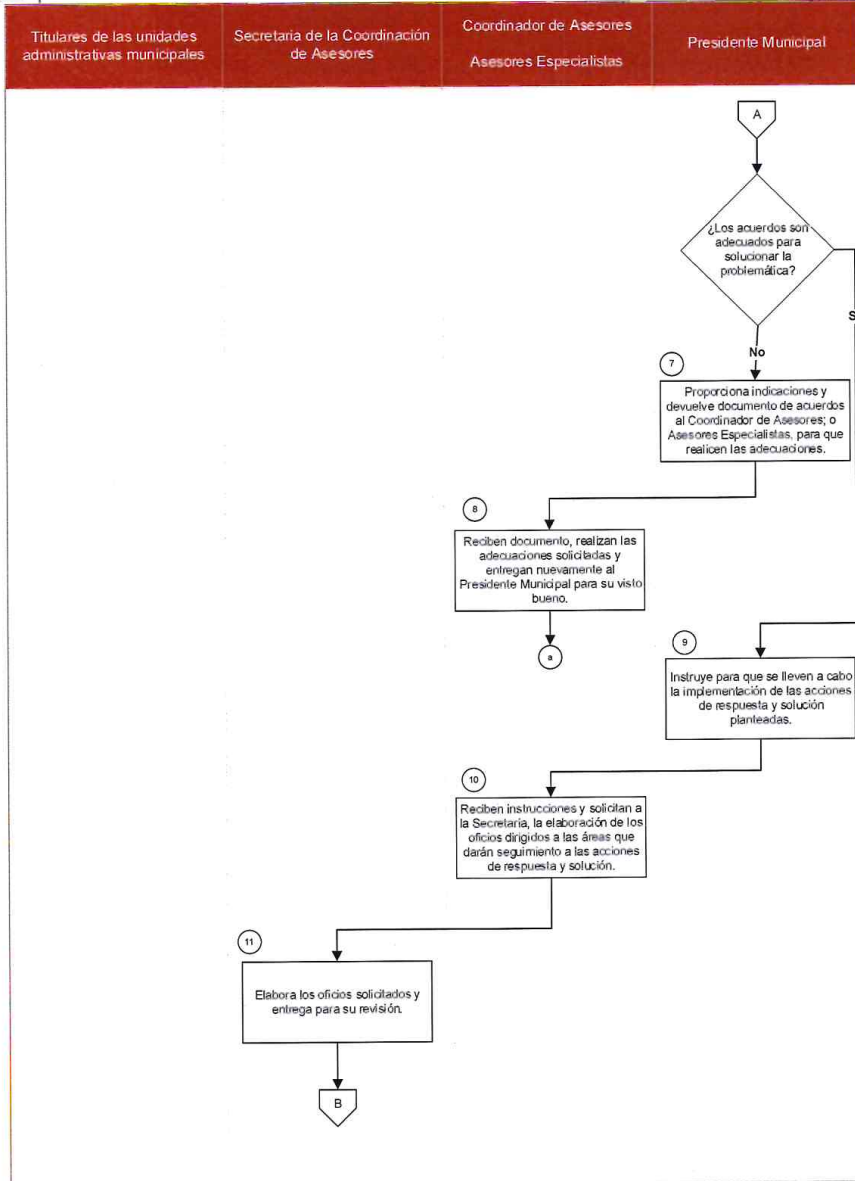 Titulares de las unidades
administrativas municipales
Secretaria de la Coordinación
de Asesores
Coordinador de Asesores
Asesores Especialistas
Presidente Municipal
A
¿Los acuerdos son
adecuados para
solucionar la
problemática?
S
No
7
Proporciona indicaciones y
devuelve documento de acuerdos
al Coordinador de Asesores; o
Asesores Especialistas, para que
realicen las adecuaciones.
8
Reciben documento, realizan las
adecuaciones solicitadas y
entregan nuevamente al
Presidente Municipal para su visto
bueno.
a
9
Instruye para que se lleven a cabo
la implementación de las acciones
de respuesta y solución
planteadas.
10
Reciben instrucciones y solicitan a
la Secretaria, la elaboración de los
oficios dirigidos a las áreas que
darán seguimiento a las acciones
de respuesta y solución.
11
Elabora los oficios solicitados y
entrega para su revisión.
B